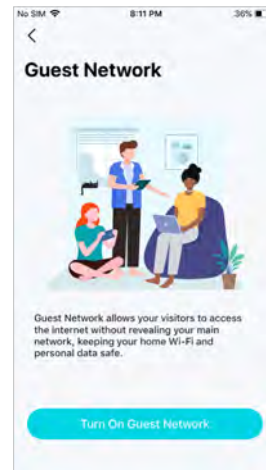 No SIM 8:11 PM 36%
Guest Network
Guest Network allows your visitors to access
the internet without revealing your main
network, keeping your home Wi-Fi and
personal data safe.
Turn On Guest Network